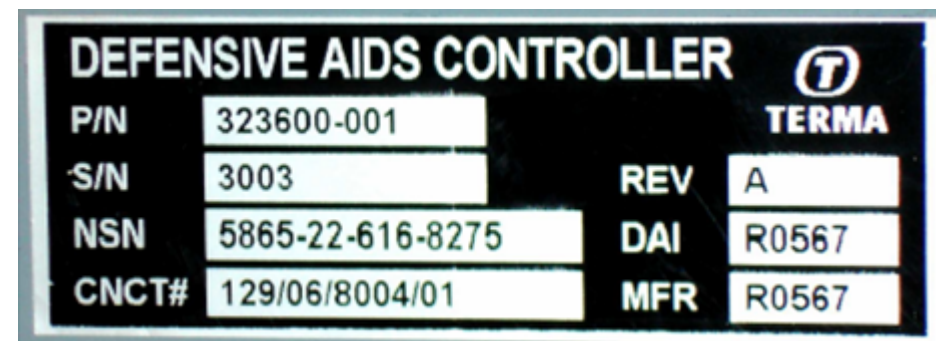 DEFENSIVE AIDS CONTROLLER
T
TERMA
P/N 323600-001
S/N 3003 REV A
NSN 5865-22-616-8275 DAI R0567
CNCT# 129/06/8004/01 MFR R0567